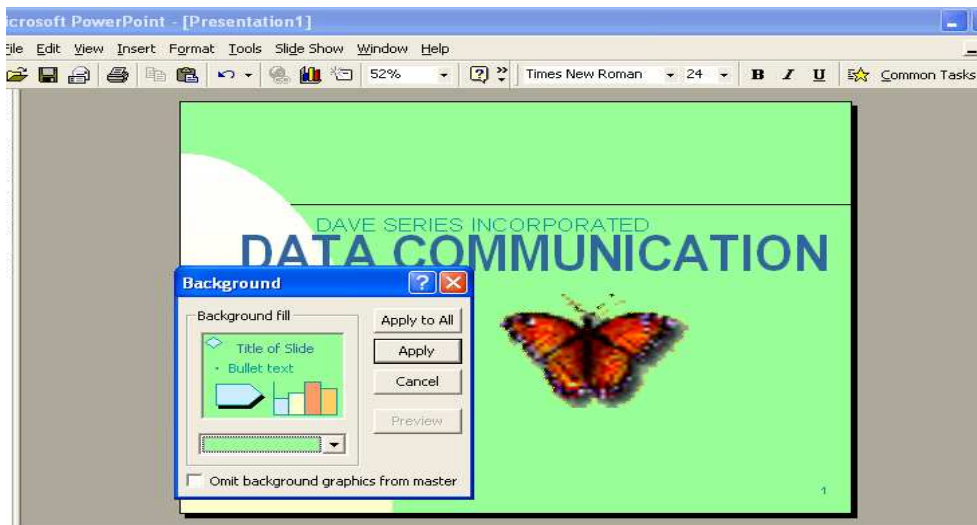 icrosoft PowerPoint - [Presentation1]
File Edit View Insert Format Tools Slide Show Window Help
52% Times New Roman 24 B I U Common Tasks
DAVE SERIES INCORPORATED
DATA COMMUNICATION
Background
Background fill
Title of Slide
• Bullet text
Apply to All
Apply
Cancel
Preview
Omit background graphics from master
1